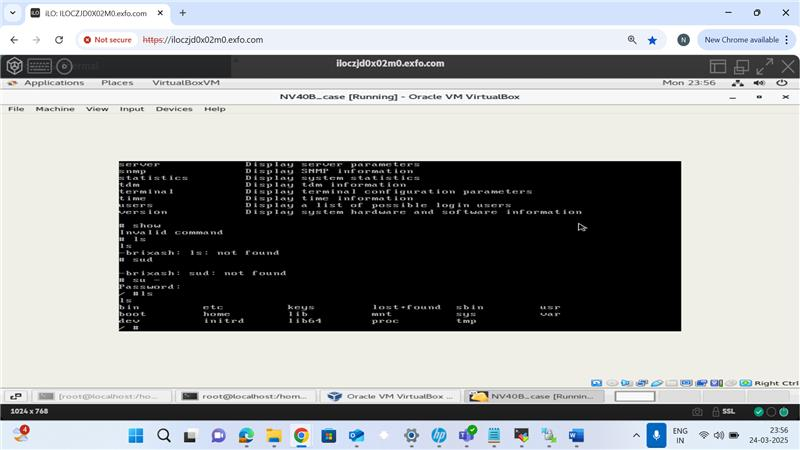 iLO: ILOCZJD0X02M0.exfo.com
Not secure
https://iloczjd0x02m0.exfo.com
N
New Chrome available
iloczjd0x02m0.exfo.com
Applications Places VirtualBoxVM Mon 23:56
NV40B_case [Running] - Oracle VM VirtualBox
File Machine View Input Devices Help
server Display server parameters
snmp Display SNMP information
statistics Display system statistics
tdm Display tdm information
terminal Display terminal configuration parameters
time Display time information
users Display a list of possible login users
version Display system hardware and software information
# show
Invalid command
# ls
ls
-brixash: ls: not found
# sud
-brixash: sud: not found
# su -
Password:
/ #ls
ls
bin etc keys lost+found sbin usr
boot home lib mnt sys var
dev initrd lib64 proc tmp
/ #
Right Ctrl
[root@localhost:/ho... root@localhost:/hom... Oracle VM VirtualBox ... NV40B_case [Runnin...
1024 x 768 SSL
4
ENG
IN
23:56
24-03-2025